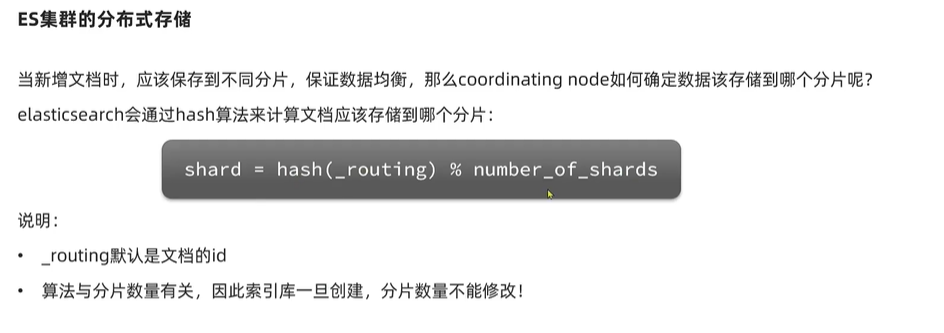 ES集群的分布式存储
当新增文档时，应该保存到不同分片，保证数据均衡，那么coordinating node如何确定数据该存储到哪个分片呢？
elasticsearch会通过hash算法来计算文档应该存储到哪个分片：
shard = hash(_routing) % number_of_shards
说明：
• _routing默认是文档的id
• 算法与分片数量有关，因此索引库一旦创建，分片数量不能修改！